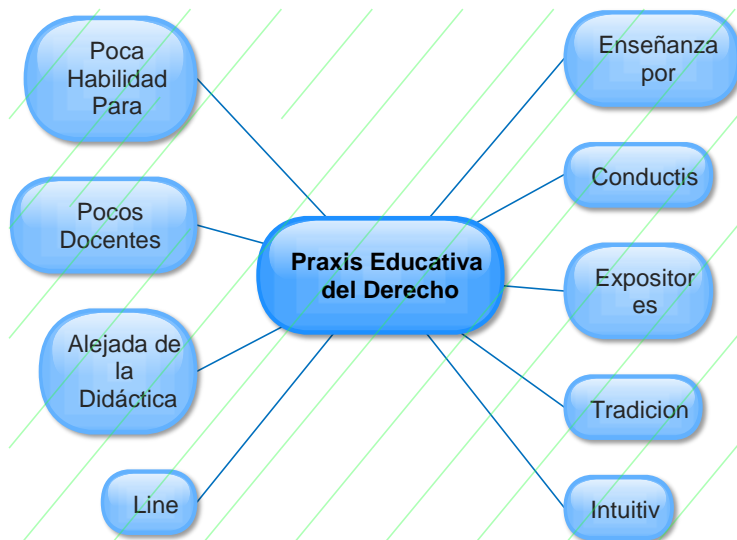 Poca
Habilidad
Para
Pocos
Docentes
Alejada de
la
Didáctica
Line
Praxis Educativa
del Derecho
Enseñanza
por
Conductis
Expositor
es
Tradicion
Intuitiv